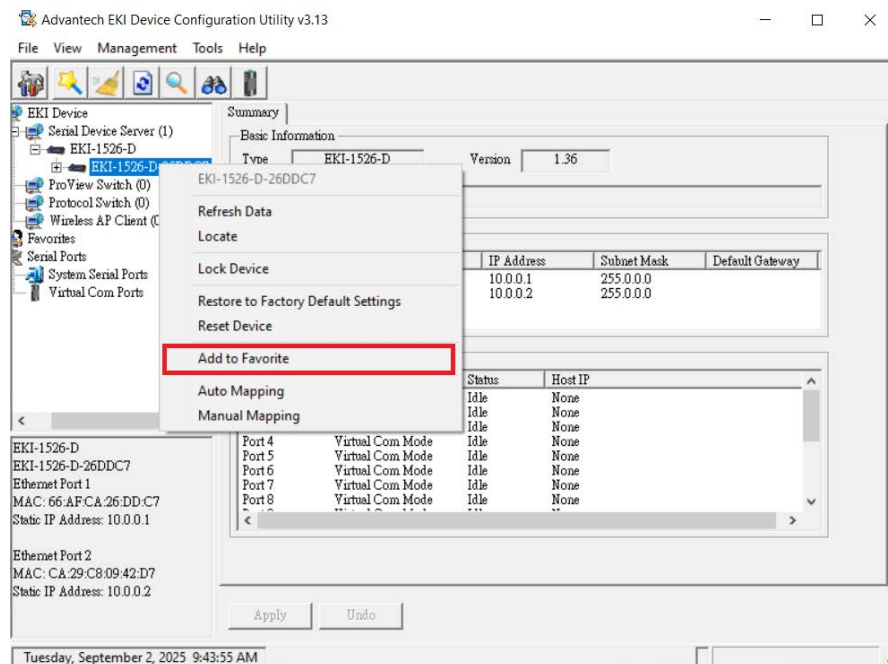 Advantech EKI Device Configuration Utility v3.13
File View Management Tools Help
EKI Device
Serial Device Server (1)
EKI-1526-D
EKI-1526-D-26DDC7
ProView Switch (0)
Protocol Switch (0)
Wireless AP Client (0
Favorites
Serial Ports
System Serial Ports
Virtual Com Ports
Summary
Basic Information
Type EKI-1526-D Version 1.36
EKI-1526-D-26DDC7
Refresh Data
Locate
Lock Device
Restore to Factory Default Settings
Reset Device
Add to Favorite
Auto Mapping
Manual Mapping
IP Address Subnet Mask Default Gateway
10.0.0.1 255.0.0.0
10.0.0.2 255.0.0.0
Status Host IP
Idle None
Idle None
Idle None
Port 4 Virtual Com Mode Idle None
Port 5 Virtual Com Mode Idle None
Port 6 Virtual Com Mode Idle None
Port 7 Virtual Com Mode Idle None
Port 8 Virtual Com Mode Idle None
EKI-1526-D
EKI-1526-D-26DDC7
Ethernet Port 1
MAC: 66:AF:CA:26:DD:C7
Static IP Address: 10.0.0.1
Ethernet Port 2
MAC: CA:29:C8:09:42:D7
Static IP Address: 10.0.0.2
Apply Undo
Tuesday, September 2, 2025 9:43:55 AM